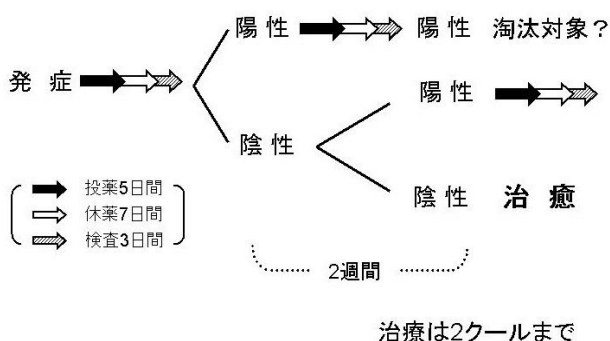 陽性 陽性 淘汰対象？
発症
陽性
陰性
陰性 治癒
投薬5日間
休薬7日間
検査3日間
2週間
治療は2クールまで